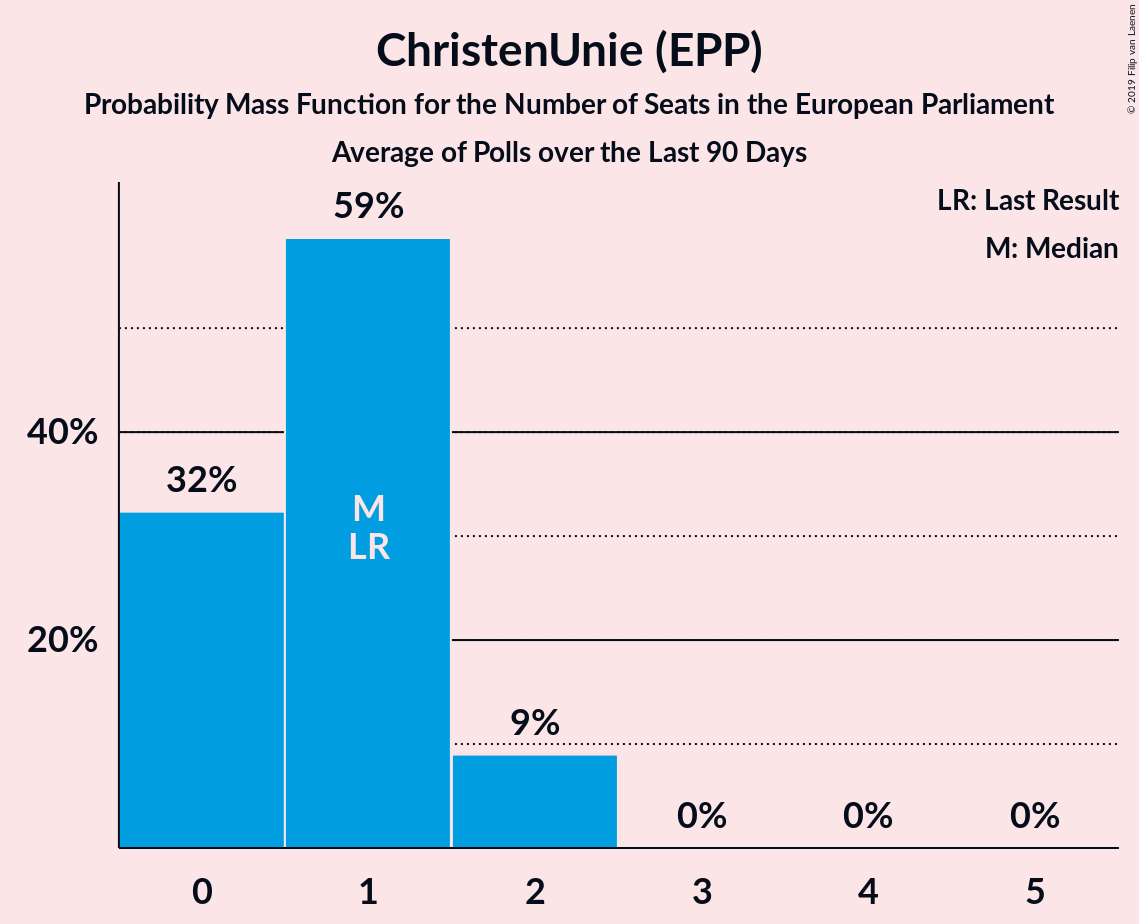 ChristenUnie (EPP)
Probability Mass Function for the Number of Seats in the European Parliament
Average of Polls over the Last 90 Days
© 2019 Filip van Laenen
LR: Last Result
M: Median
59%
40%
32%
M
LR
20%
9%
0%
0%
0%
0
1
2
3
4
5